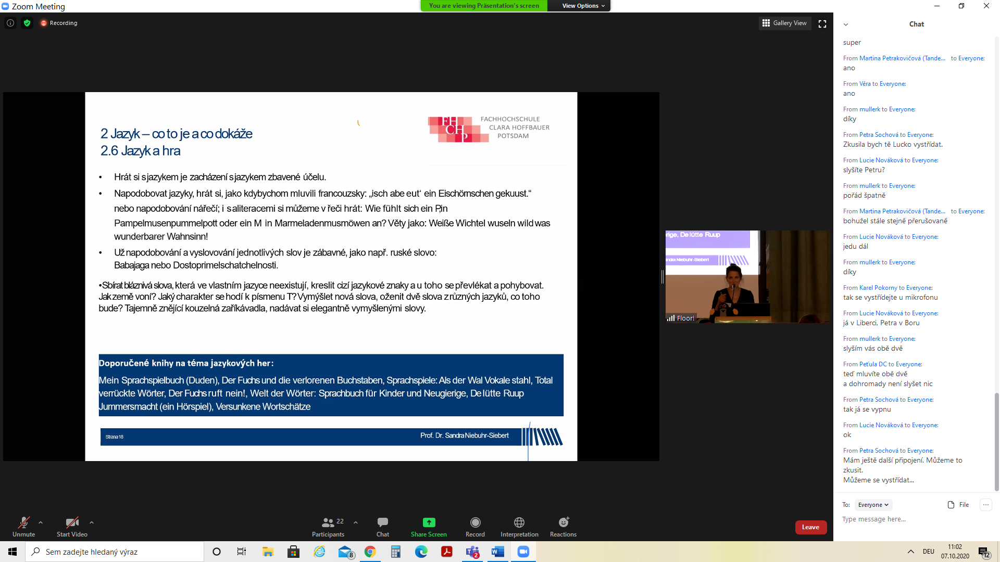 Zoom Meeting
You are viewing Präsentation's screen
View Options
Recording
Gallery View
2 Jazyk – co to je a co dokáže
2.6 Jazyk a hra
FH
CH
P
FACHHOCHSCHULE
CLARA HOFFBAUER
POTSDAM
• Hrát si s jazykem je zacházení s jazykem zbavené účelu.
• Napodobovat jazyky, hrát si, jako kdybychom mluvili francouzsky: „isch abe eut‘ ein Eischörnschen gekuust.“
nebo napodobování nářečí; i s aliteracemi si můžeme v řeči hrát: Wie fühlt sich ein P,in
Pampelmusenpummelpott oder ein M in Marmeladenmusmöwen an? Věty jako: Weiße Wichtel wuseln wild was
wunderbarer Wahnsinn!
• Už napodobování a vyslovování jednotlivých slov je zábavné, jako např. ruské slovo:
Babajaga nebo Dostoprimelschatchelnosti.
•Sbírat bláznivá slova, která ve vlastním jazyce neexistují, kreslit cizí jazykové znaky a u toho se převlékat a pohybovat.
Jak země voní? Jaký charakter se hodí k písmenu T? Vymýšlet nová slova, oženit dvě slova z různých jazyků, co toho
bude? Tajemně znějící kouzelná zaříkávadla, nadávat si elegantně vymyšlenými slovy.
Doporučené knihy na téma jazykových her:
Mein Sprachspielbuch (Duden), Der Fuchs und die verlorenen Buchstaben, Sprachspiele: Als der Wal Vokale stahl, Total
verrückte Wörter, Der Fuchs ruft nein!, Welt der Wörter: Sprachbuch für Kinder und Neugierige, De lütte Ruup
Jummersmacht (ein Hörspiel), Versunkene Wortschätze
Strana 18
Prof. Dr. Sandra Niebuhr-Siebert
rige, De lütte Ruup
andra Niebuhr-Siebert
Floor!
Chat
super
From Martina Petrakovičová (Tande... to Everyone:
ano
From Věra to Everyone:
ano
From mullerk to Everyone:
díky
From Petra Sochová to Everyone:
Zkusila bych tě Lucko vystřídat.
From Lucie Nováková to Everyone:
slyšíte Petru?
From mullerk to Everyone:
pořád špatně
From Martina Petrakovičová (Tande... to Everyone:
bohužel stále stejně přerušovaně
From Lucie Nováková to Everyone:
jedu dál
From mullerk to Everyone:
díky
From Karel Pokorny to Everyone:
tak se vystřídejte u mikrofonu
From Lucie Nováková to Everyone:
já v Liberci, Petra v Boru
From mullerk to Everyone:
slyším vás obě dvě
From Peťula DC to Everyone:
teď mluvíte obě dvě
a dohromady není slyšet nic
From Petra Sochová to Everyone:
tak já se vypnu
From Lucie Nováková to Everyone:
ok
From Petra Sochová to Everyone:
Mám ještě další připojení. Můžeme to
zkusit.
Můžeme se vystřídat...
To: Everyone
File
Type message here...
Unmute
Start Video
22
Participants
Chat
Share Screen
Record
Interpretation
Reactions
Leave
Sem zadejte hledaný výraz
8
2
DEU
11:02
07.10.2020
12